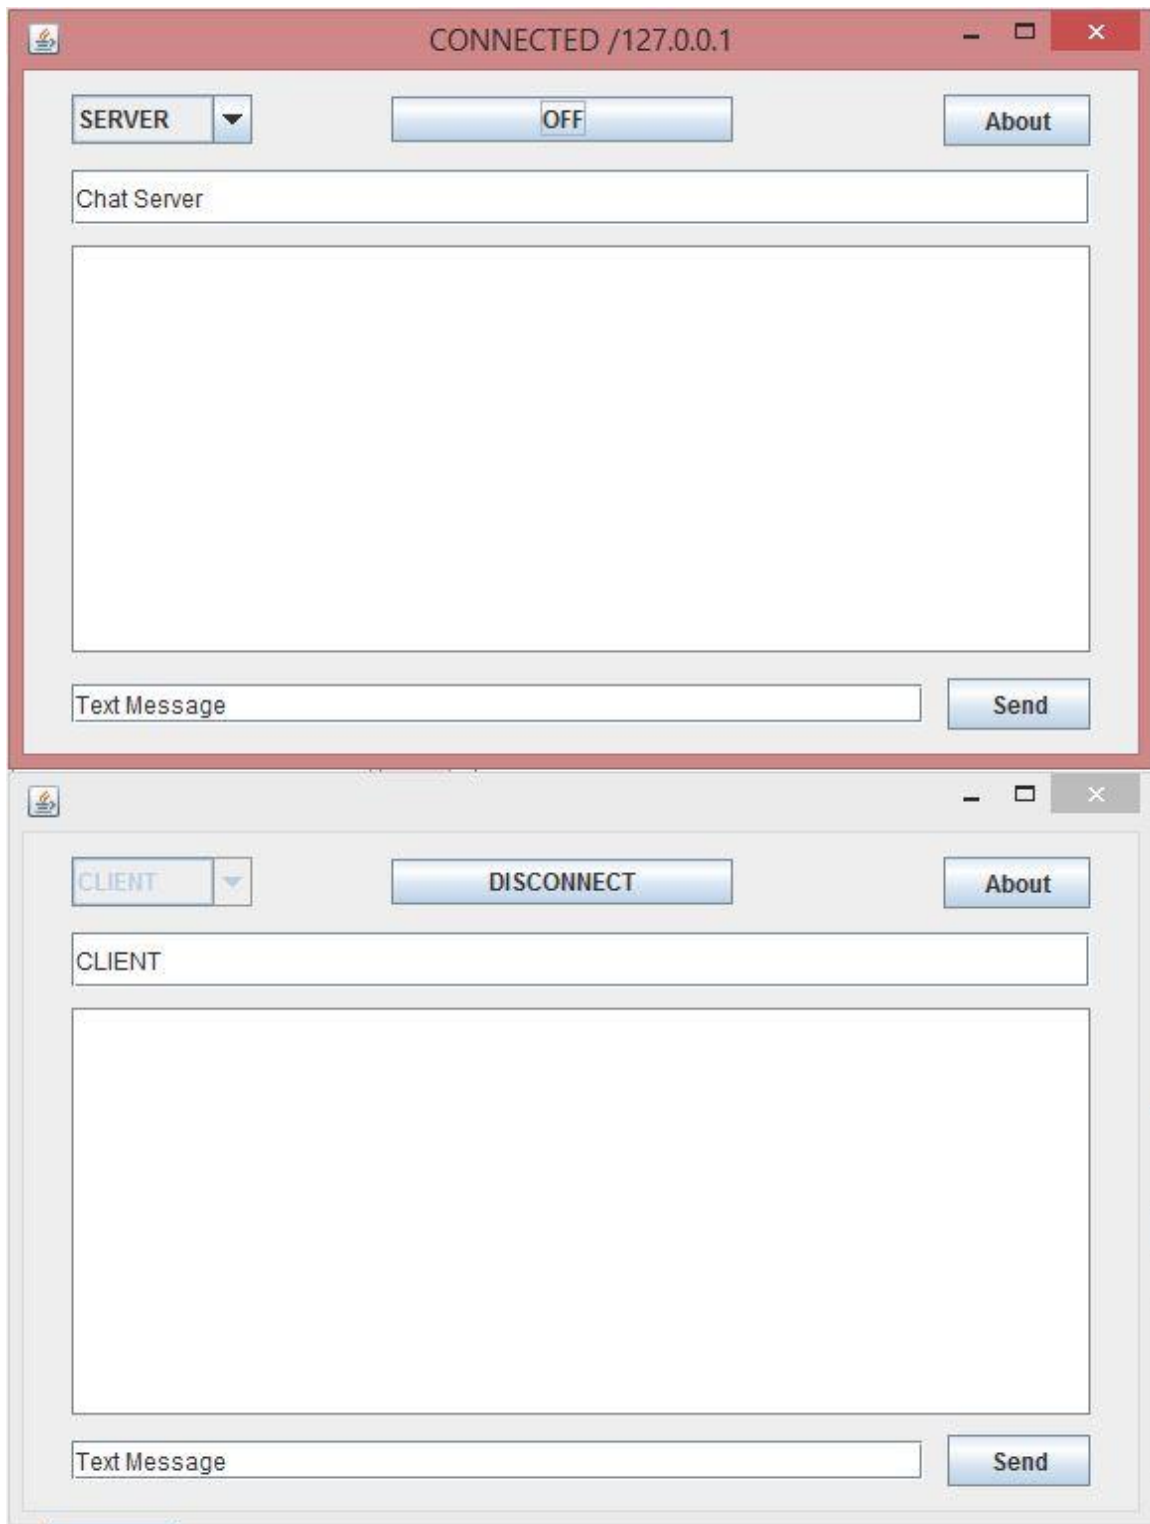 CONNECTED /127.0.0.1
SERVER OFF About
Chat Server
Text Message Send
CLIENT DISCONNECT About
CLIENT
Text Message Send